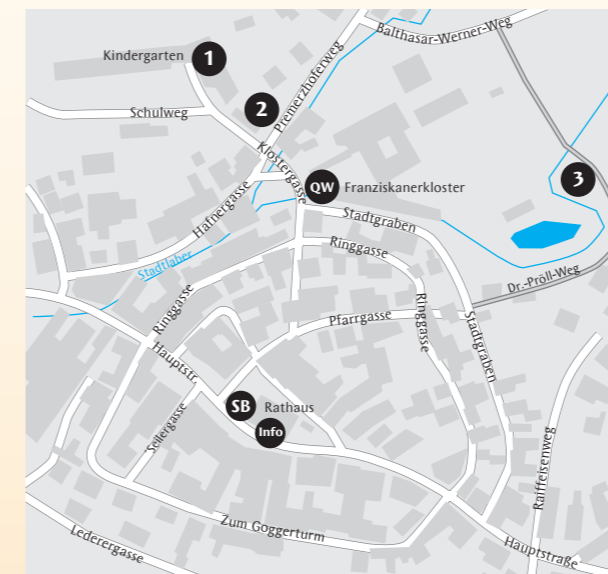 Balthasar-Werner-Weg
Kindergarten
1
Premerzhoferweg
2
Schulweg
Klostergasse
3
QW
Franziskanerkloster
Hafnergasse
Stadtgraben
Ringgasse
Stadtlaber
Dr.-Pröll-Weg
Ringgasse
Pfarrgasse
Ringgasse
Stadtgraben
Hauptstr.
SB
Rathaus
Info
Seilergasse
Raiffeisenweg
Zum Goggerturm
Hauptstraße
Lederergasse